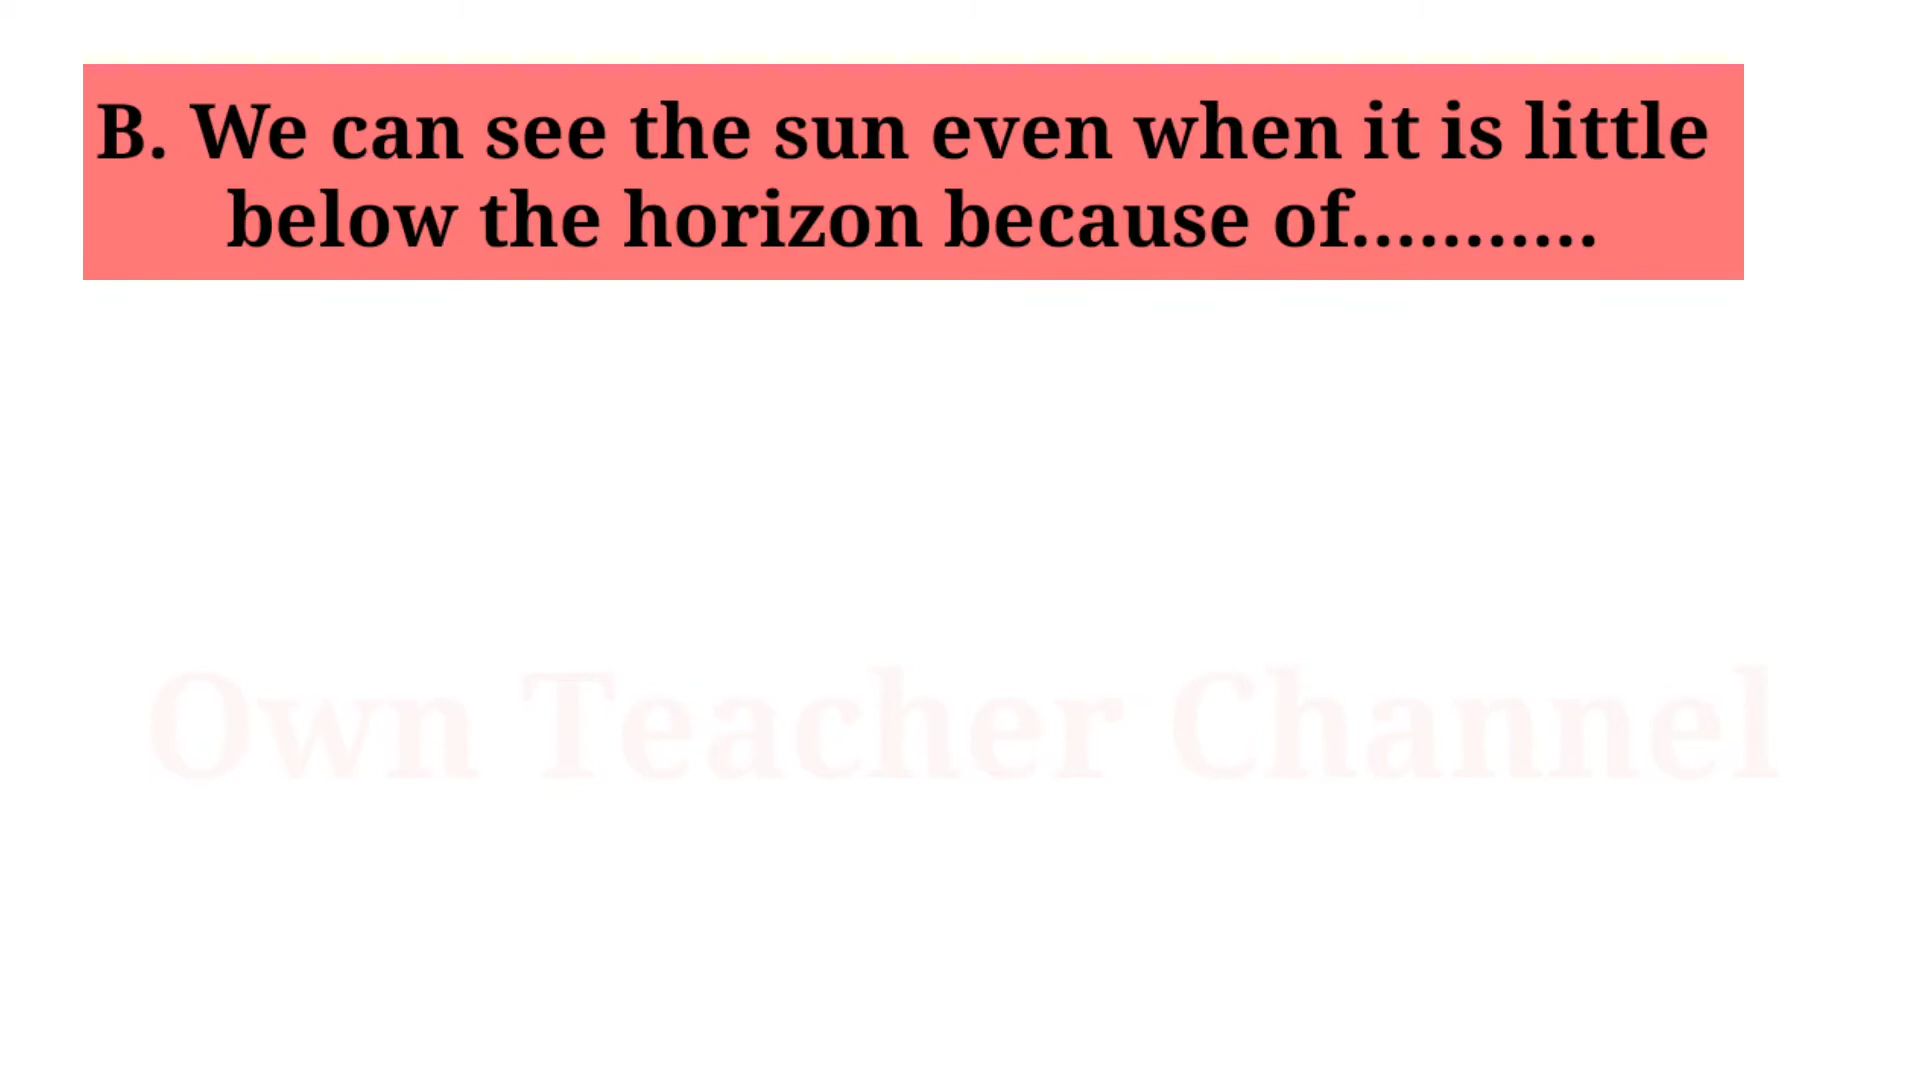 B. We can see the sun even when it is little
below the horizon because of...........
Own Teacher Channel